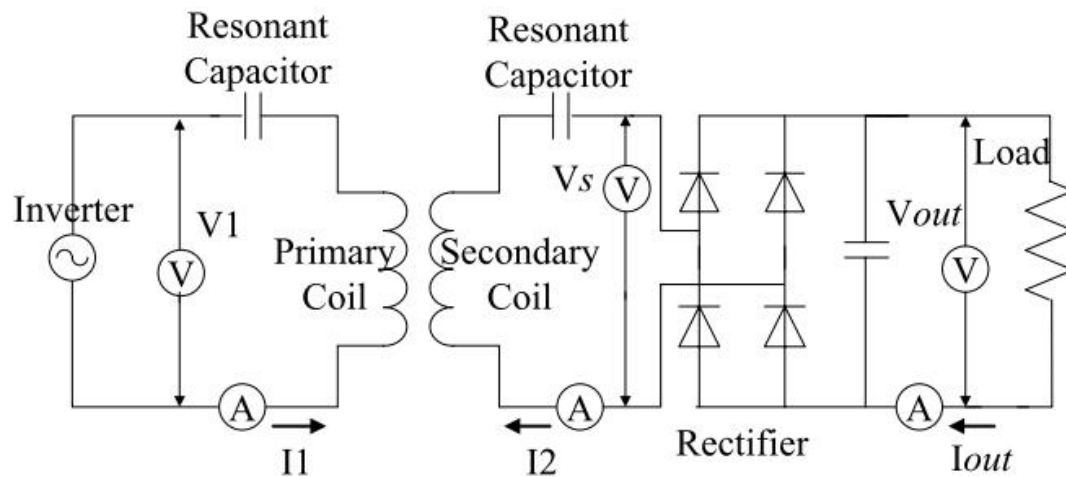 Resonant
Capacitor
Resonant
Capacitor
Inverter
V1
V
Primary
Coil
Secondary
Coil
Vs
V
Vout
V
Load
A
I1
A
I2
Rectifier
A
Iout